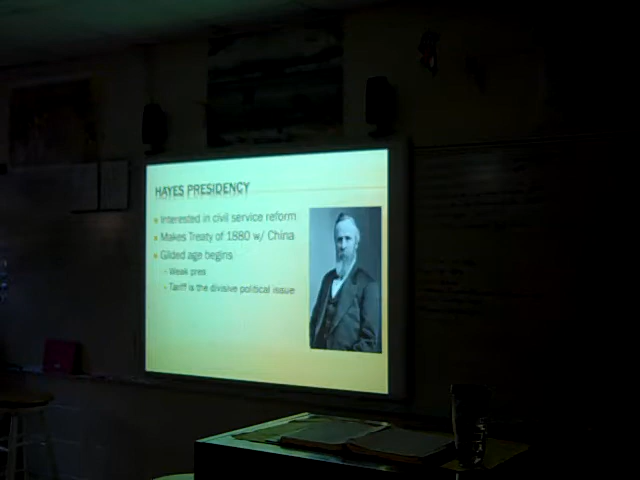 HAYES PRESIDENCY
Interested in civil service reform
Makes Treaty of 1880 w/ China
Gilded age begins
Weak pres
Tariff is the divisive political issue